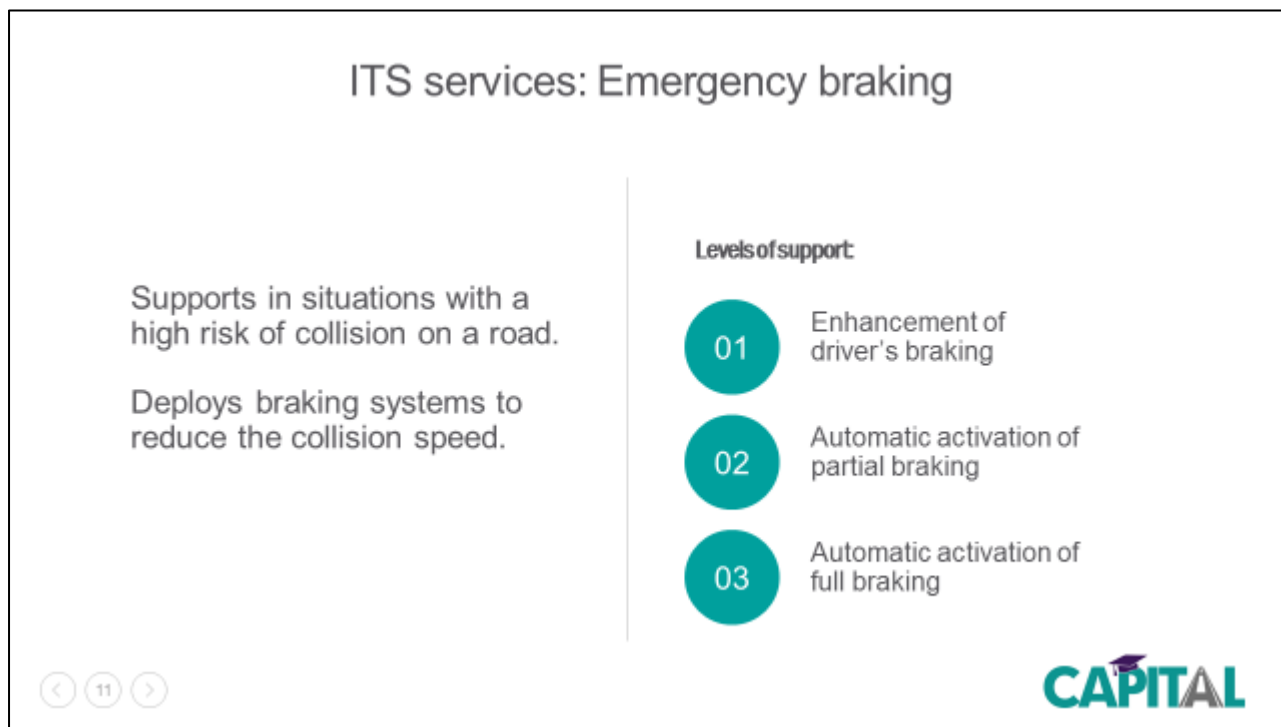 ITS services: Emergency braking
Supports in situations with a
high risk of collision on a road.
Deploys braking systems to
reduce the collision speed.
Levels of support:
01
Enhancement of
driver's braking
02
Automatic activation of
partial braking
03
Automatic activation of
full braking
11
CAPITAL